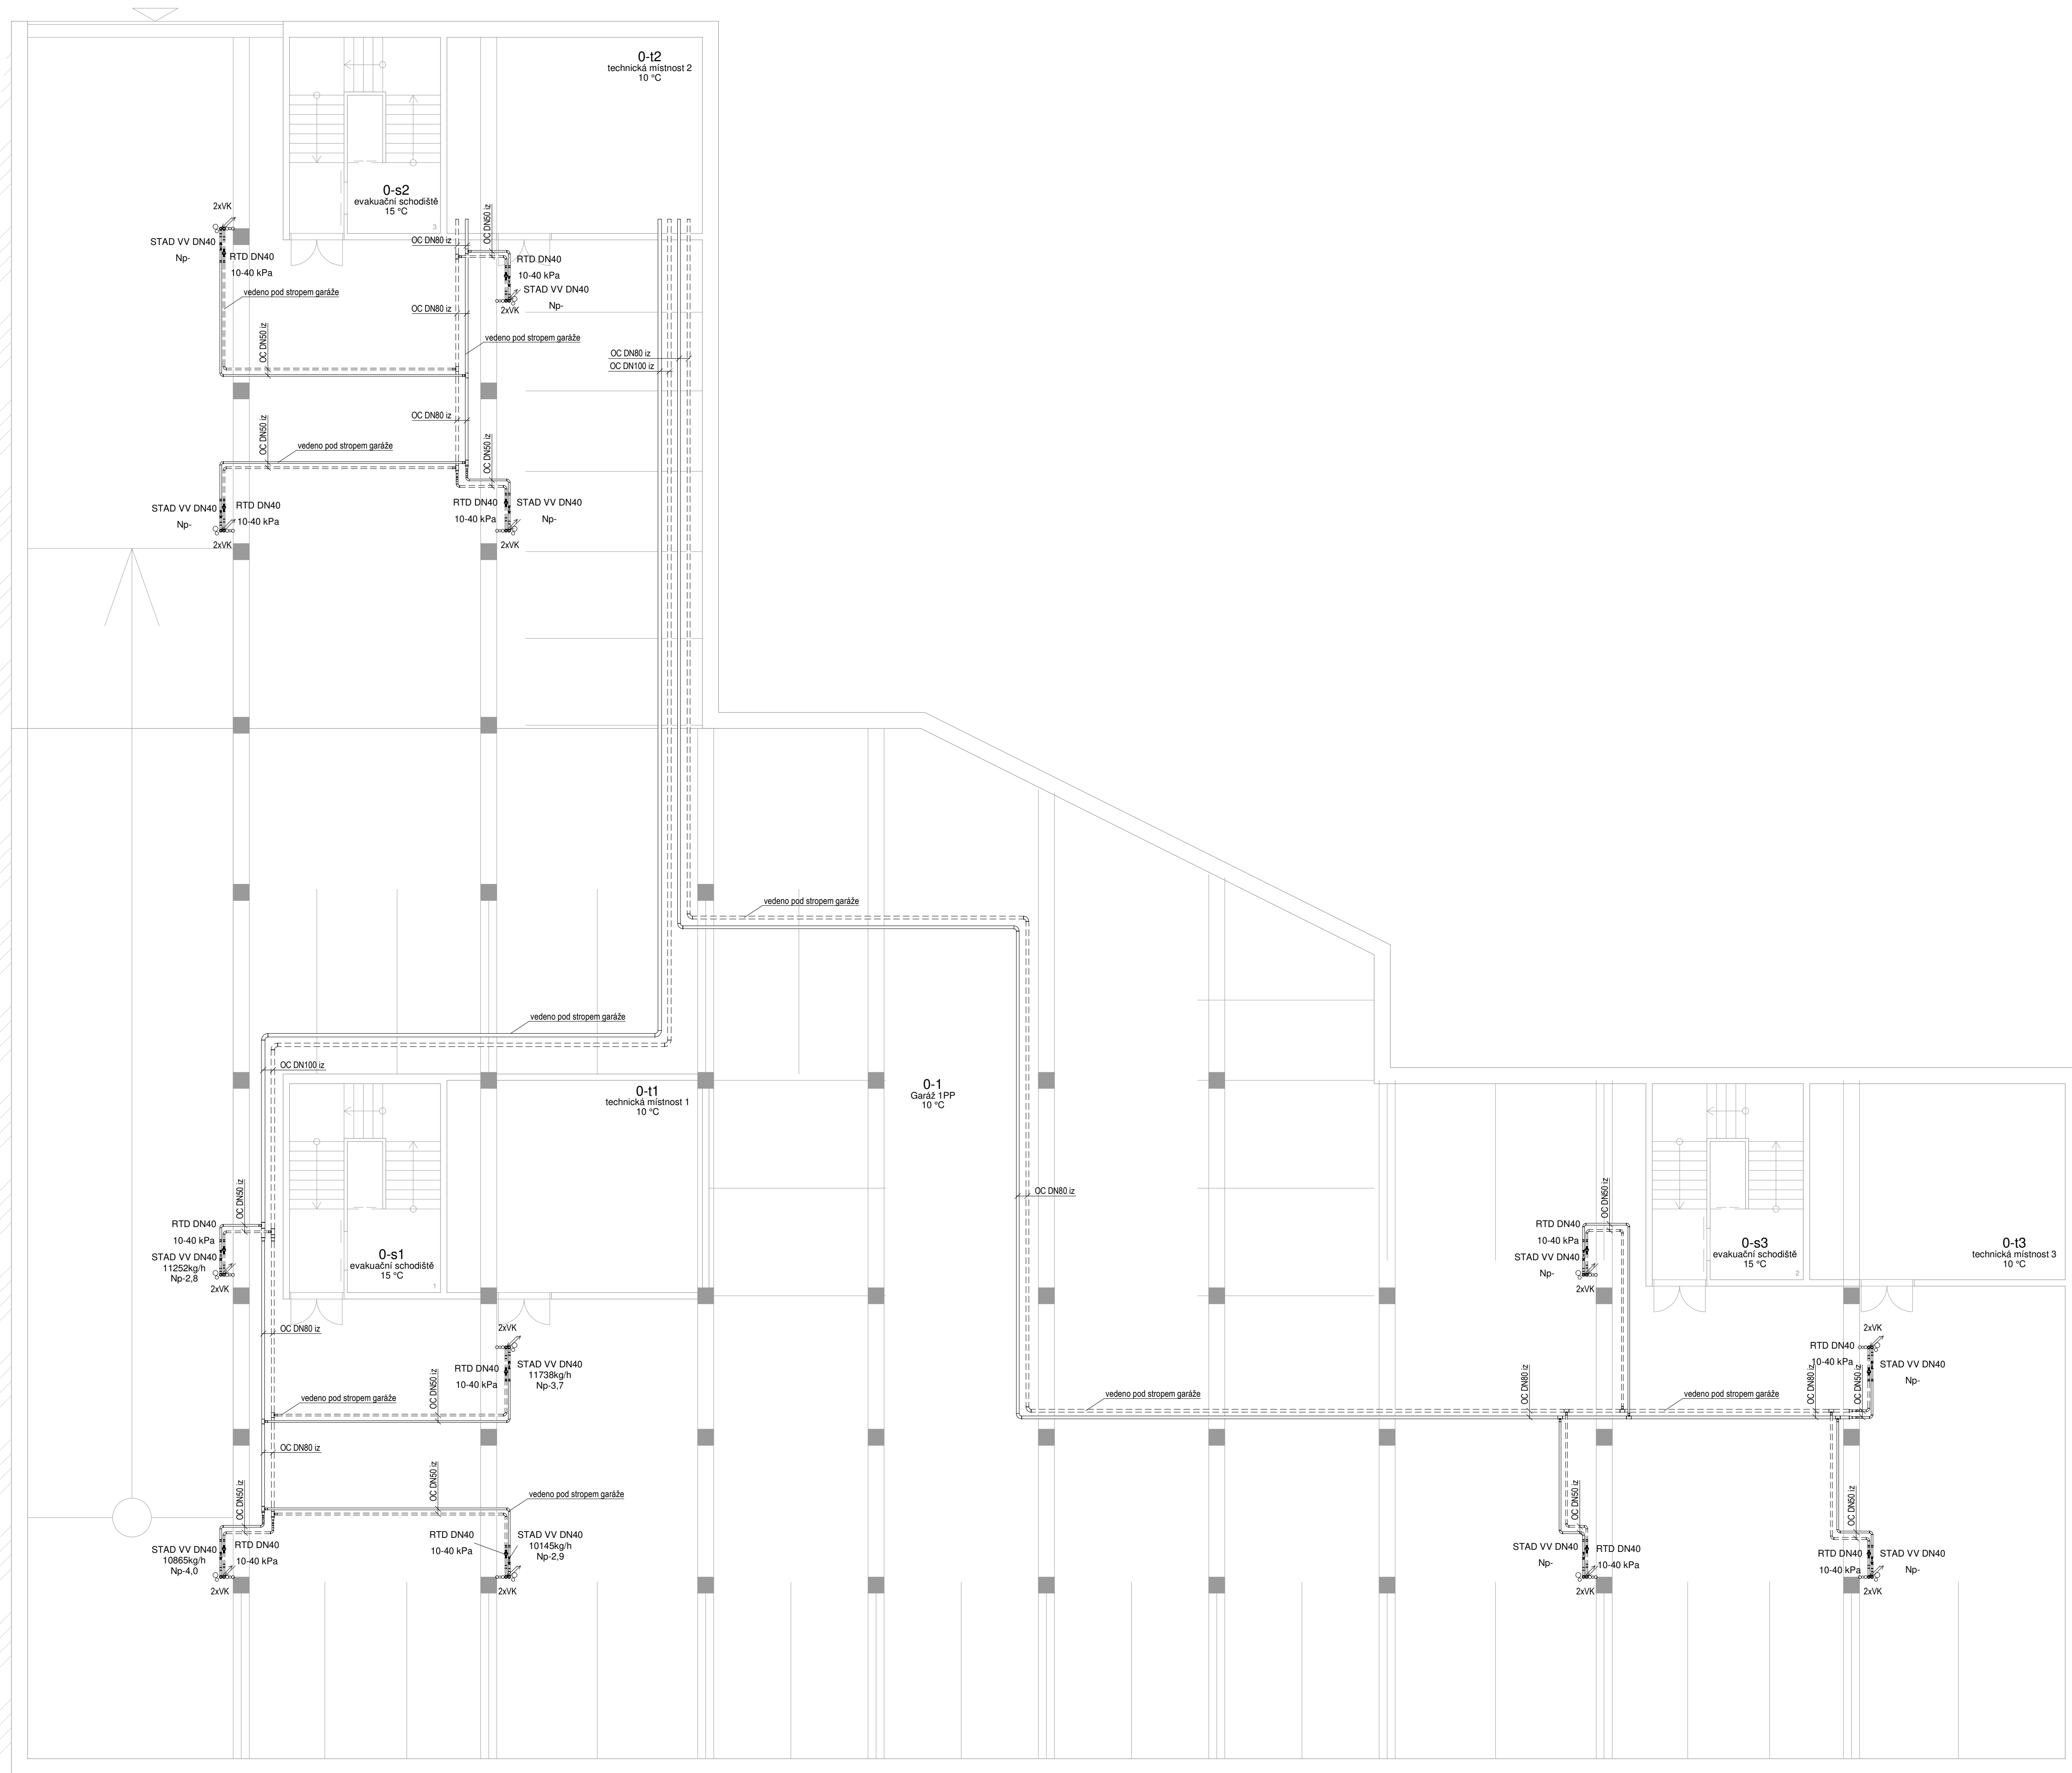 0-t2
technická místnost 2
10 °C
0-s2
evakuační schodiště
15 °C
3
2xVK
STAD VV DN40
Np-
RTD DN40
10-40 kPa
vedeno pod stropem garáže
OC DN50 iz
OC DN80 iz
OC DN50 iz
RTD DN40
10-40 kPa
STAD VV DN40
Np-
2xVK
OC DN80 iz
vedeno pod stropem garáže
OC DN80 iz
OC DN100 iz
OC DN80 iz
OC DN50 iz
vedeno pod stropem garáže
OC DN50 iz
STAD VV DN40
Np-
RTD DN40
10-40 kPa
2xVK
RTD DN40
10-40 kPa
STAD VV DN40
Np-
2xVK
vedeno pod stropem garáže
vedeno pod stropem garáže
OC DN100 iz
0-t1
technická místnost 1
10 °C
0-1
Garáž 1PP
10 °C
OC DN80 iz
OC DN50 iz
RTD DN40
10-40 kPa
STAD VV DN40
11252kg/h
Np-2,8
2xVK
0-s1
evakuační schodiště
15 °C
1
OC DN80 iz
2xVK
RTD DN40
10-40 kPa
STAD VV DN40
11738kg/h
Np-3,7
OC DN50 iz
vedeno pod stropem garáže
OC DN80 iz
OC DN50 iz
OC DN50 iz
vedeno pod stropem garáže
STAD VV DN40
10865kg/h
Np-4,0
RTD DN40
10-40 kPa
2xVK
RTD DN40
10-40 kPa
STAD VV DN40
10145kg/h
Np-2,9
2xVK
OC DN50 iz
RTD DN40
10-40 kPa
STAD VV DN40
Np-
2xVK
0-s3
evakuační schodiště
15 °C
2
0-t3
technická místnost 3
10 °C
2xVK
RTD DN40
10-40 kPa
STAD VV DN40
Np-
vedeno pod stropem garáže
OC DN80 iz
vedeno pod stropem garáže
OC DN80 iz
OC DN50 iz
OC DN50 iz
STAD VV DN40
Np-
RTD DN40
10-40 kPa
2xVK
OC DN50 iz
RTD DN40
10-40 kPa
STAD VV DN40
Np-
2xVK